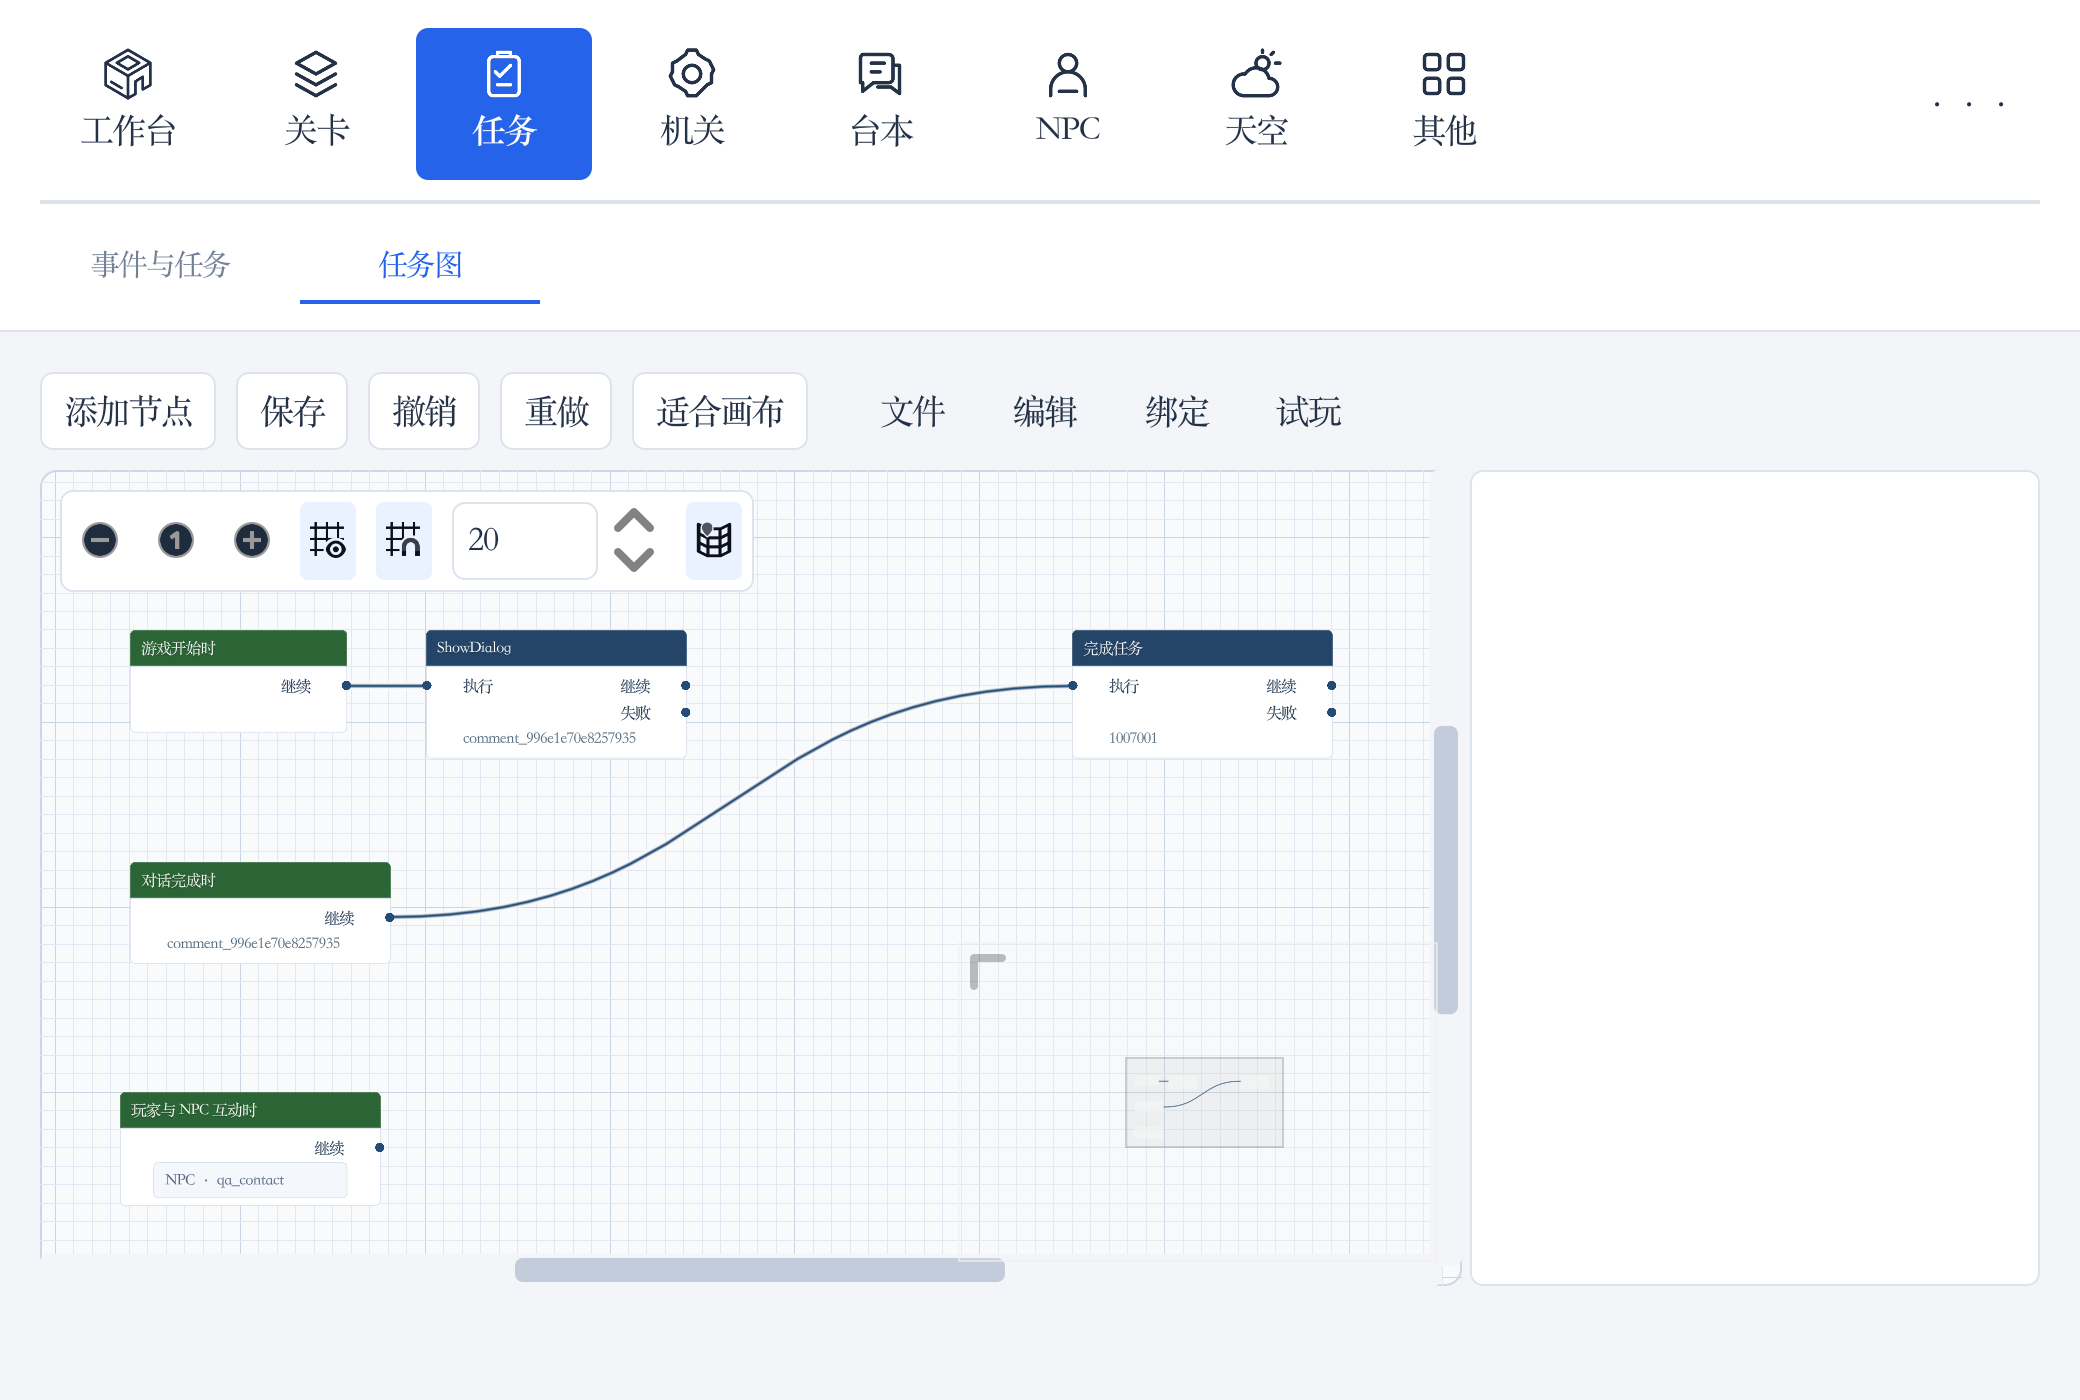 工作台
关卡
任务
机关
台本
NPC
天空
其他
. . .
事件与任务
任务图
添加节点
保存
撤销
重做
适合画布
文件
编辑
绑定
试玩
1
20
游戏开始时
继续
ShowDialog
执行
继续
失败
comment_996e1e70e8257935
完成任务
执行
继续
失败
1007001
对话完成时
继续
comment_996e1e70e8257935
玩家与 NPC 互动时
继续
NPC · qa_contact